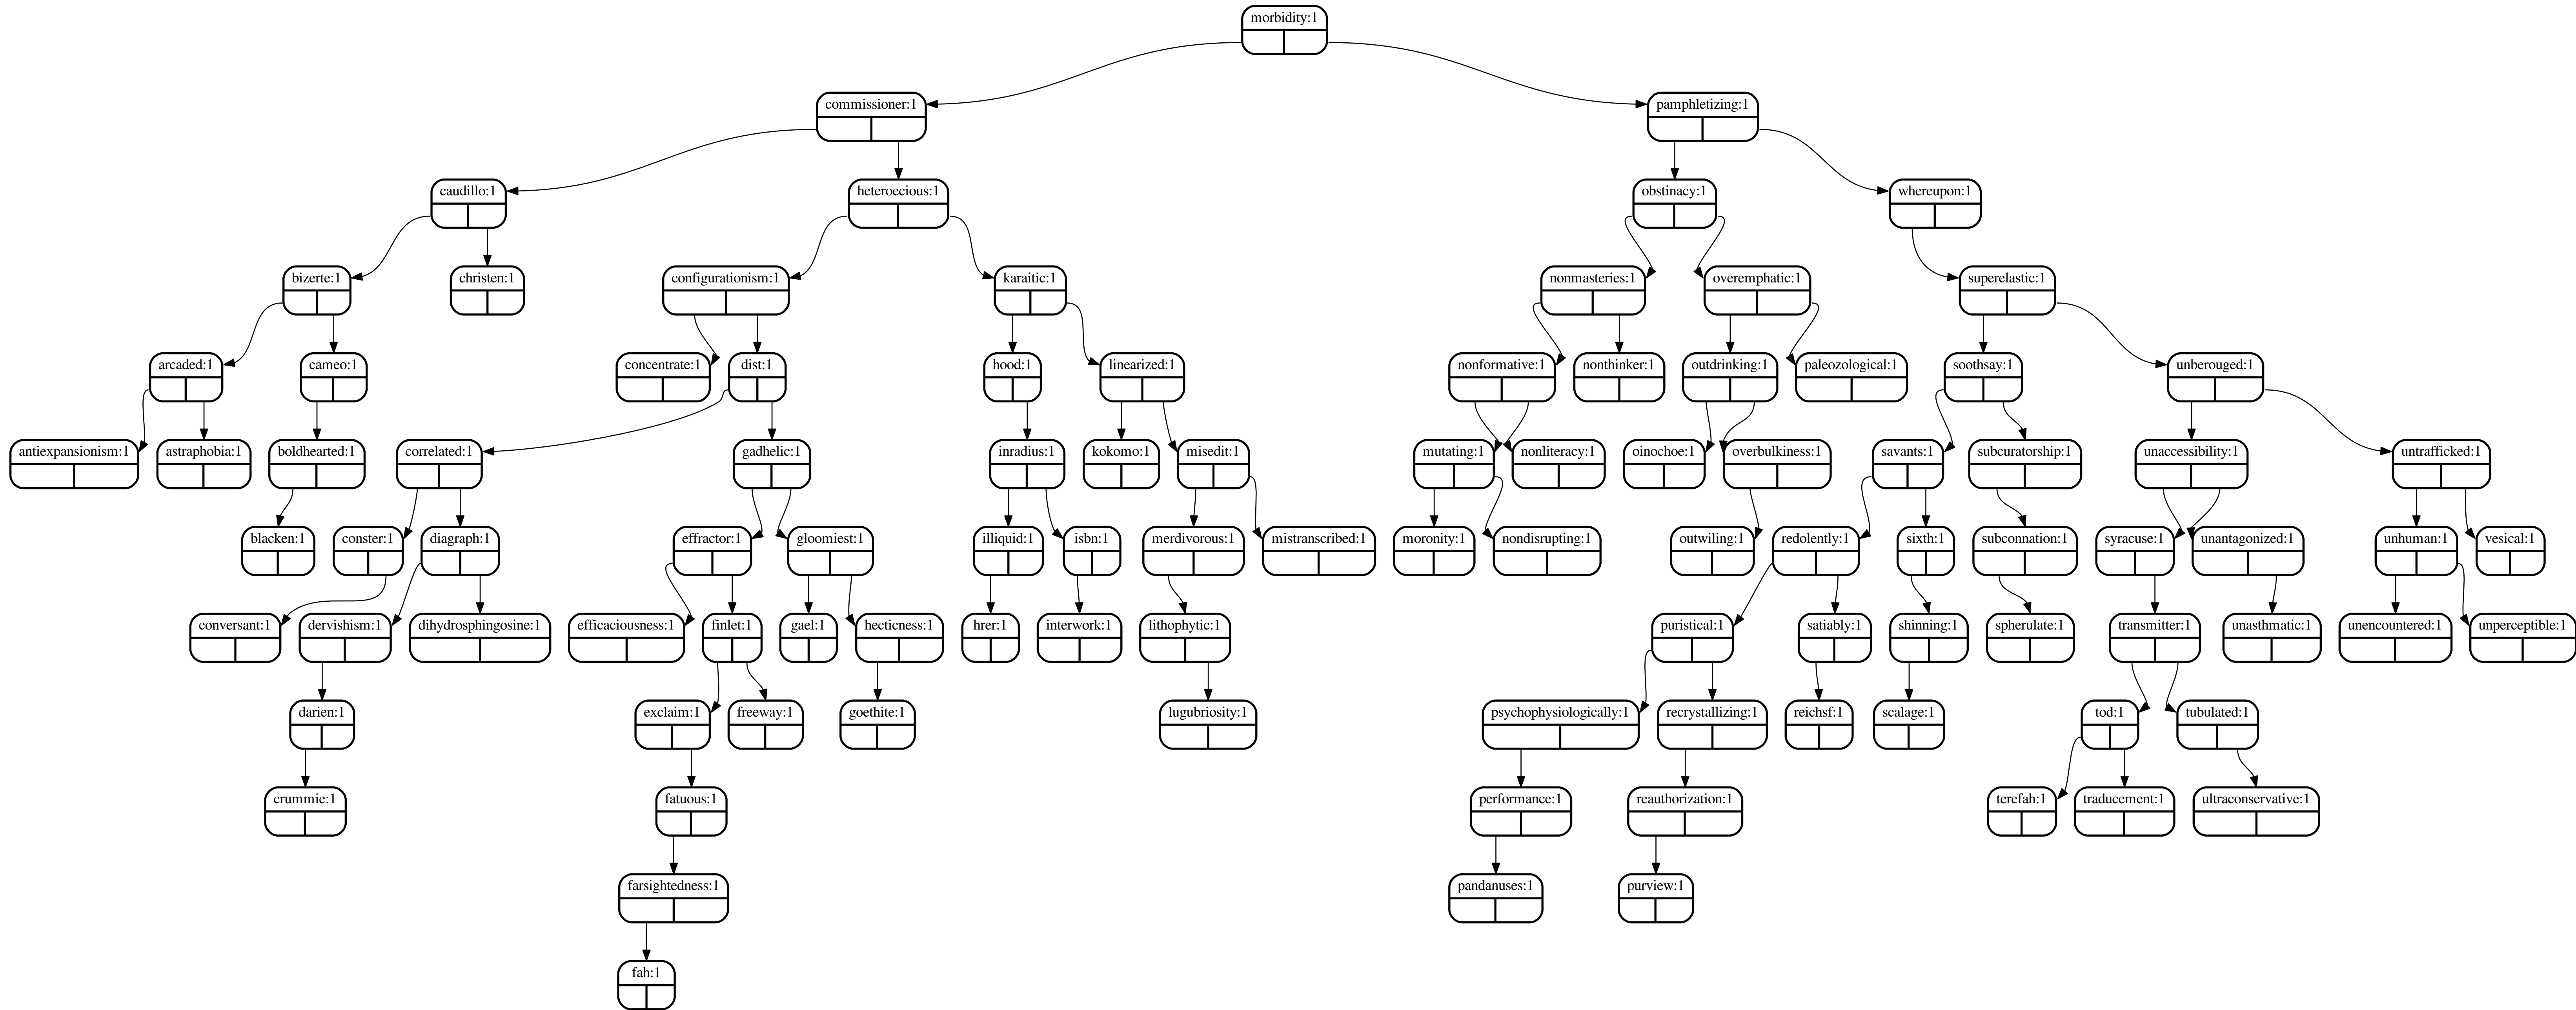 morbidity:1
commissioner:1
pamphletizing:1
caudillo:1
heteroecious:1
obstinacy:1
whereupon:1
bizerte:1
christen:1
configurationism:1
karaitic:1
nonmasteries:1
overemphatic:1
superelastic:1
arcaded:1
cameo:1
concentrate:1
dist:1
hood:1
linearized:1
nonformative:1
nonthinker:1
outdrinking:1
paleozological:1
soothsay:1
unberouged:1
antiexpansionism:1
astraphobia:1
boldhearted:1
correlated:1
gadhelic:1
inradius:1
kokomo:1
misedit:1
mutating:1
nonliteracy:1
oinochoe:1
overbulkiness:1
savants:1
subcuratorship:1
unaccessibility:1
untrafficked:1
blacken:1
conster:1
diagraph:1
effractor:1
gloomiest:1
illiquid:1
isbn:1
merdivorous:1
mistranscribed:1
moronity:1
nondisrupting:1
outwiling:1
redolently:1
sixth:1
subconnation:1
syracuse:1
unantagonized:1
unhuman:1
vesical:1
conversant:1
dervishism:1
dihydrosphingosine:1
efficaciousness:1
finlet:1
gael:1
hecticness:1
hrer:1
interwork:1
lithophytic:1
puristical:1
satiably:1
shinning:1
spherulate:1
transmitter:1
unasthmatic:1
unencountered:1
unperceptible:1
darien:1
exclaim:1
freeway:1
goethite:1
lugubriosity:1
psychophysiologically:1
recrystallizing:1
reichsf:1
scalage:1
tod:1
tubulated:1
crummie:1
fatuous:1
performance:1
reauthorization:1
terefah:1
traducement:1
ultraconservative:1
farsightedness:1
pandanuses:1
purview:1
fah:1